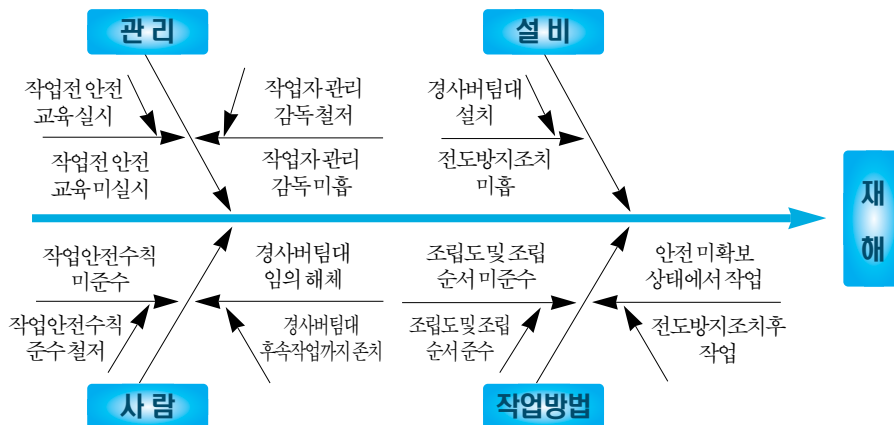 관 리
설 비
작업전 안전
교육 실시
작업자 관리
감독 철저
작업전 안전
교육 미실시
작업자 관리
감독 미흡
경사버팀대
설치
전도방지조치
미흡
재
해
작업안전수칙
미준수
경사버팀대
임의 해체
작업안전수칙
준수 철저
경사버팀대
후속작업까지 존치
조립도 및 조립
순서 미준수
안전 미확보
상태에서 작업
조립도 및 조립
순서 준수
전도방지조치후
작업
사 람
작업방법